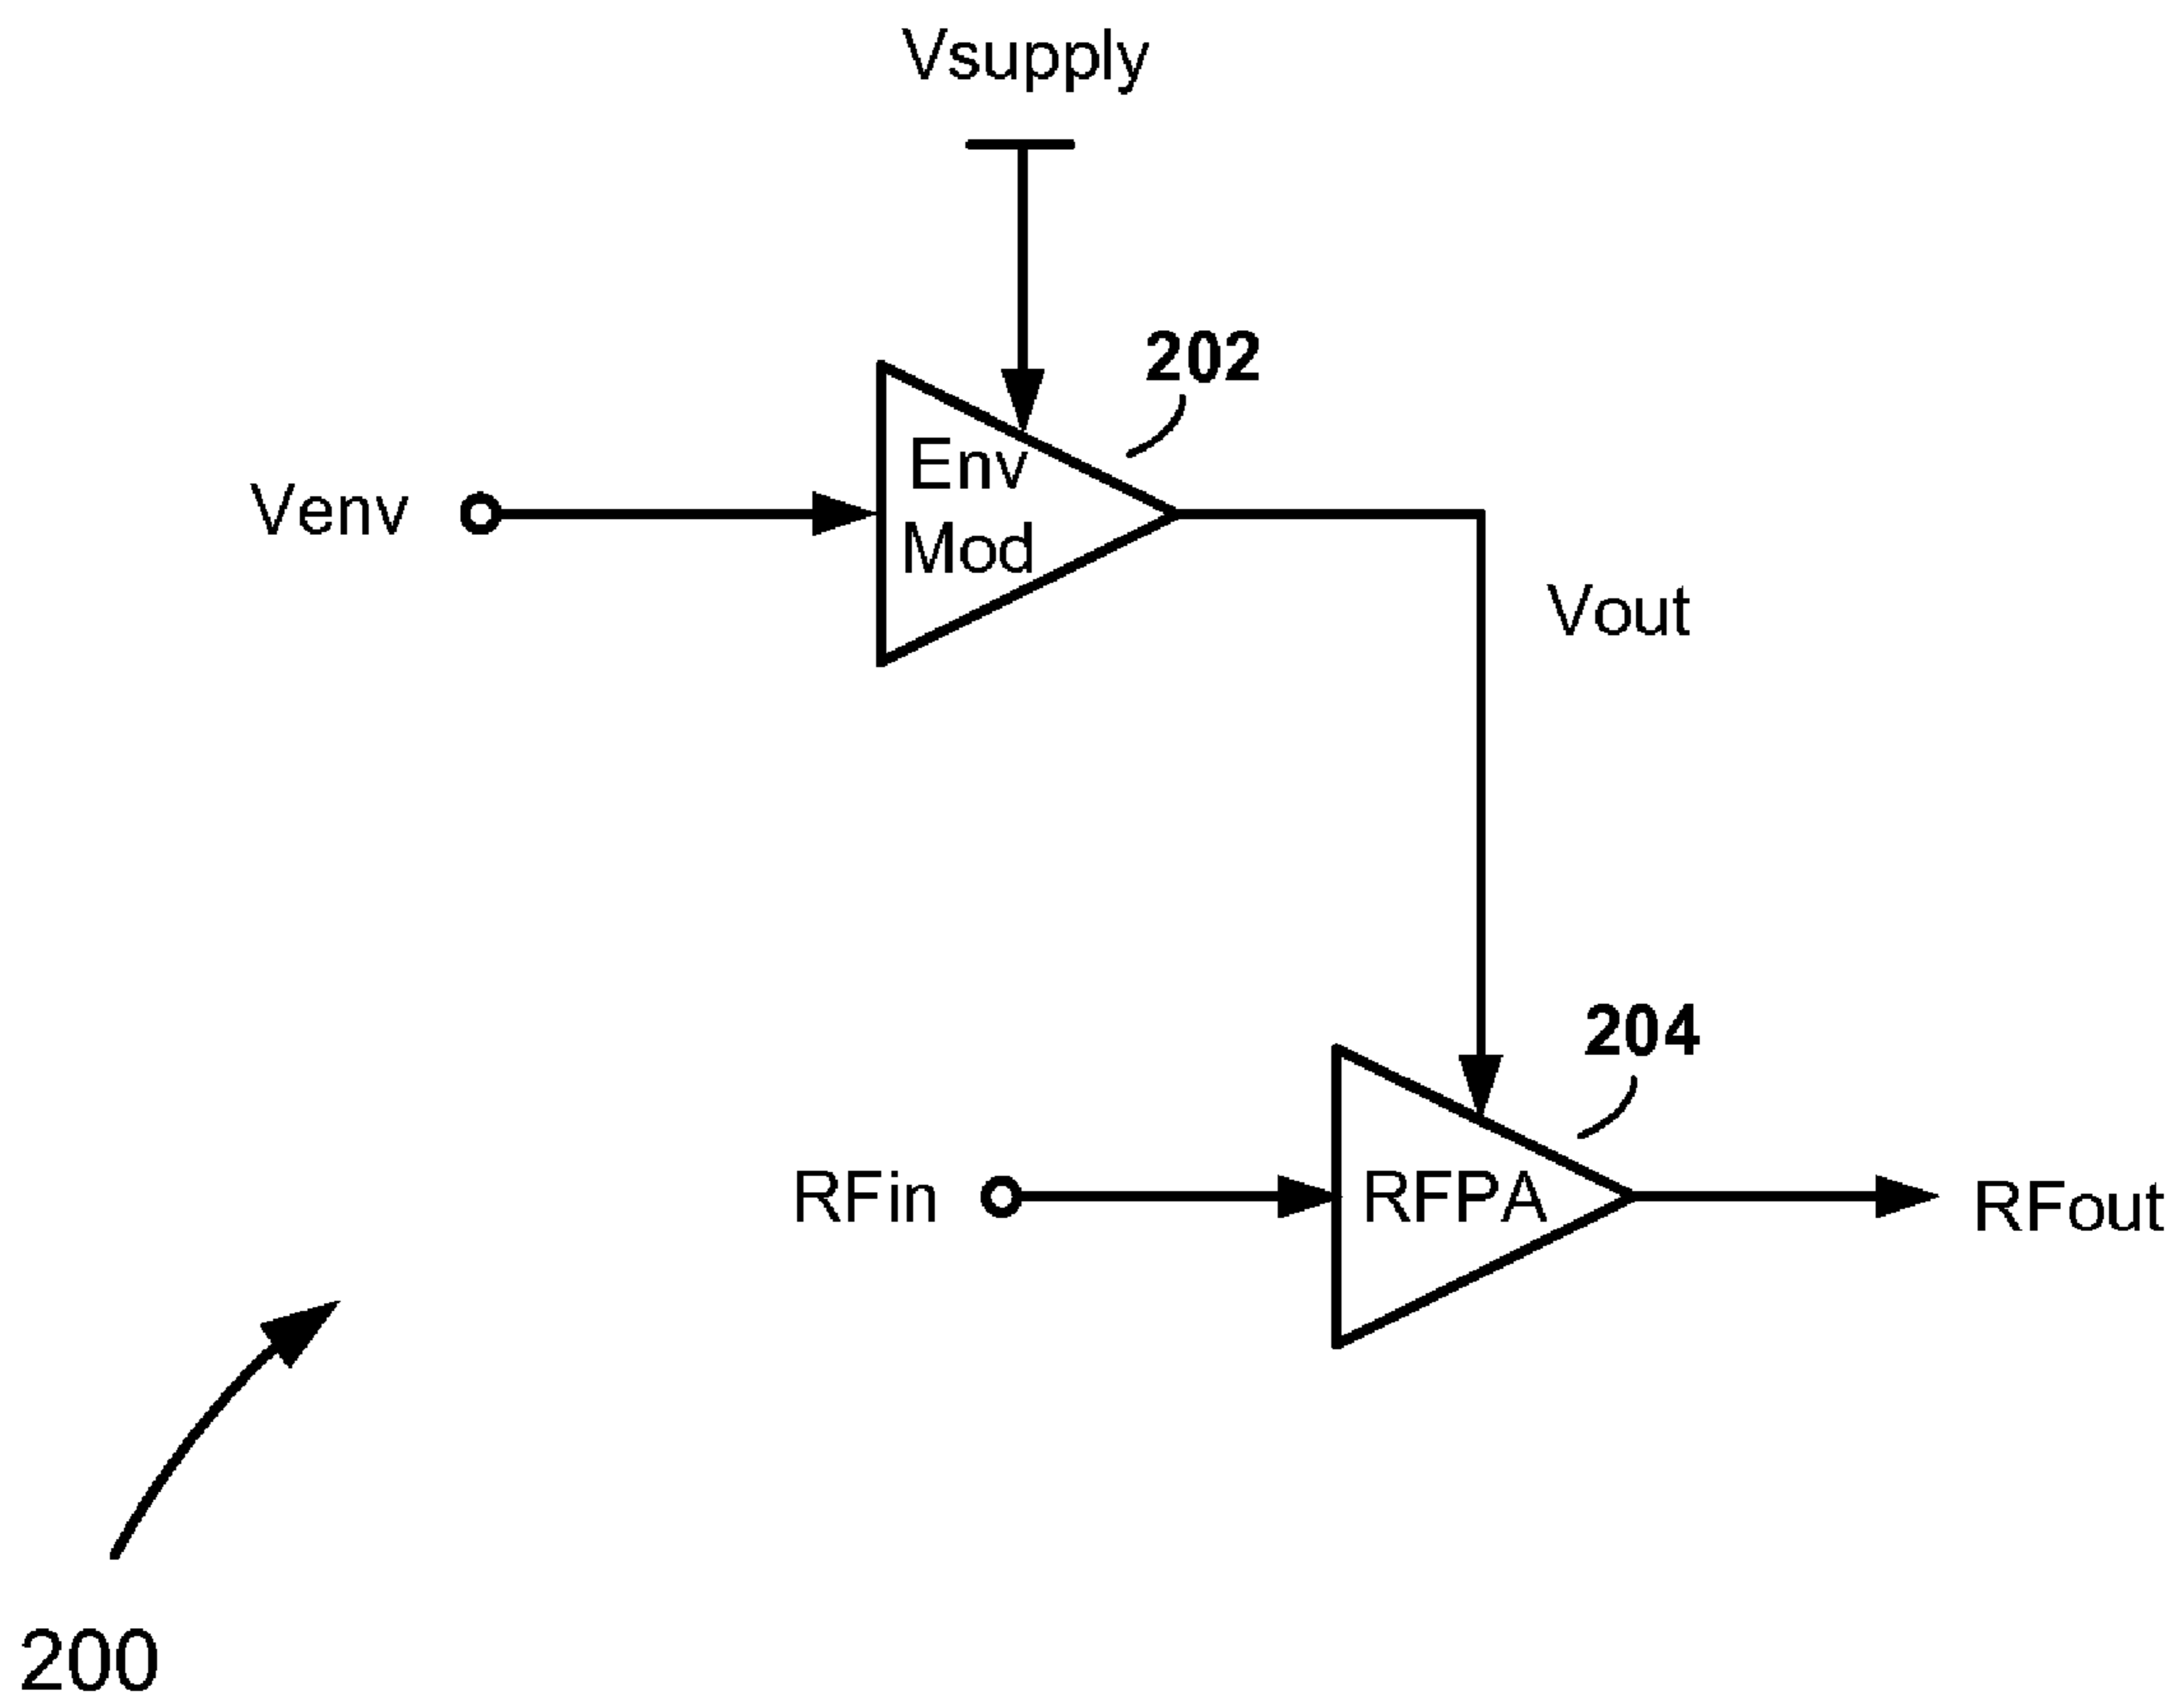 Vsupply
202
Env
Mod
Venv
Vout
204
RFin
RFPA
RFout
200